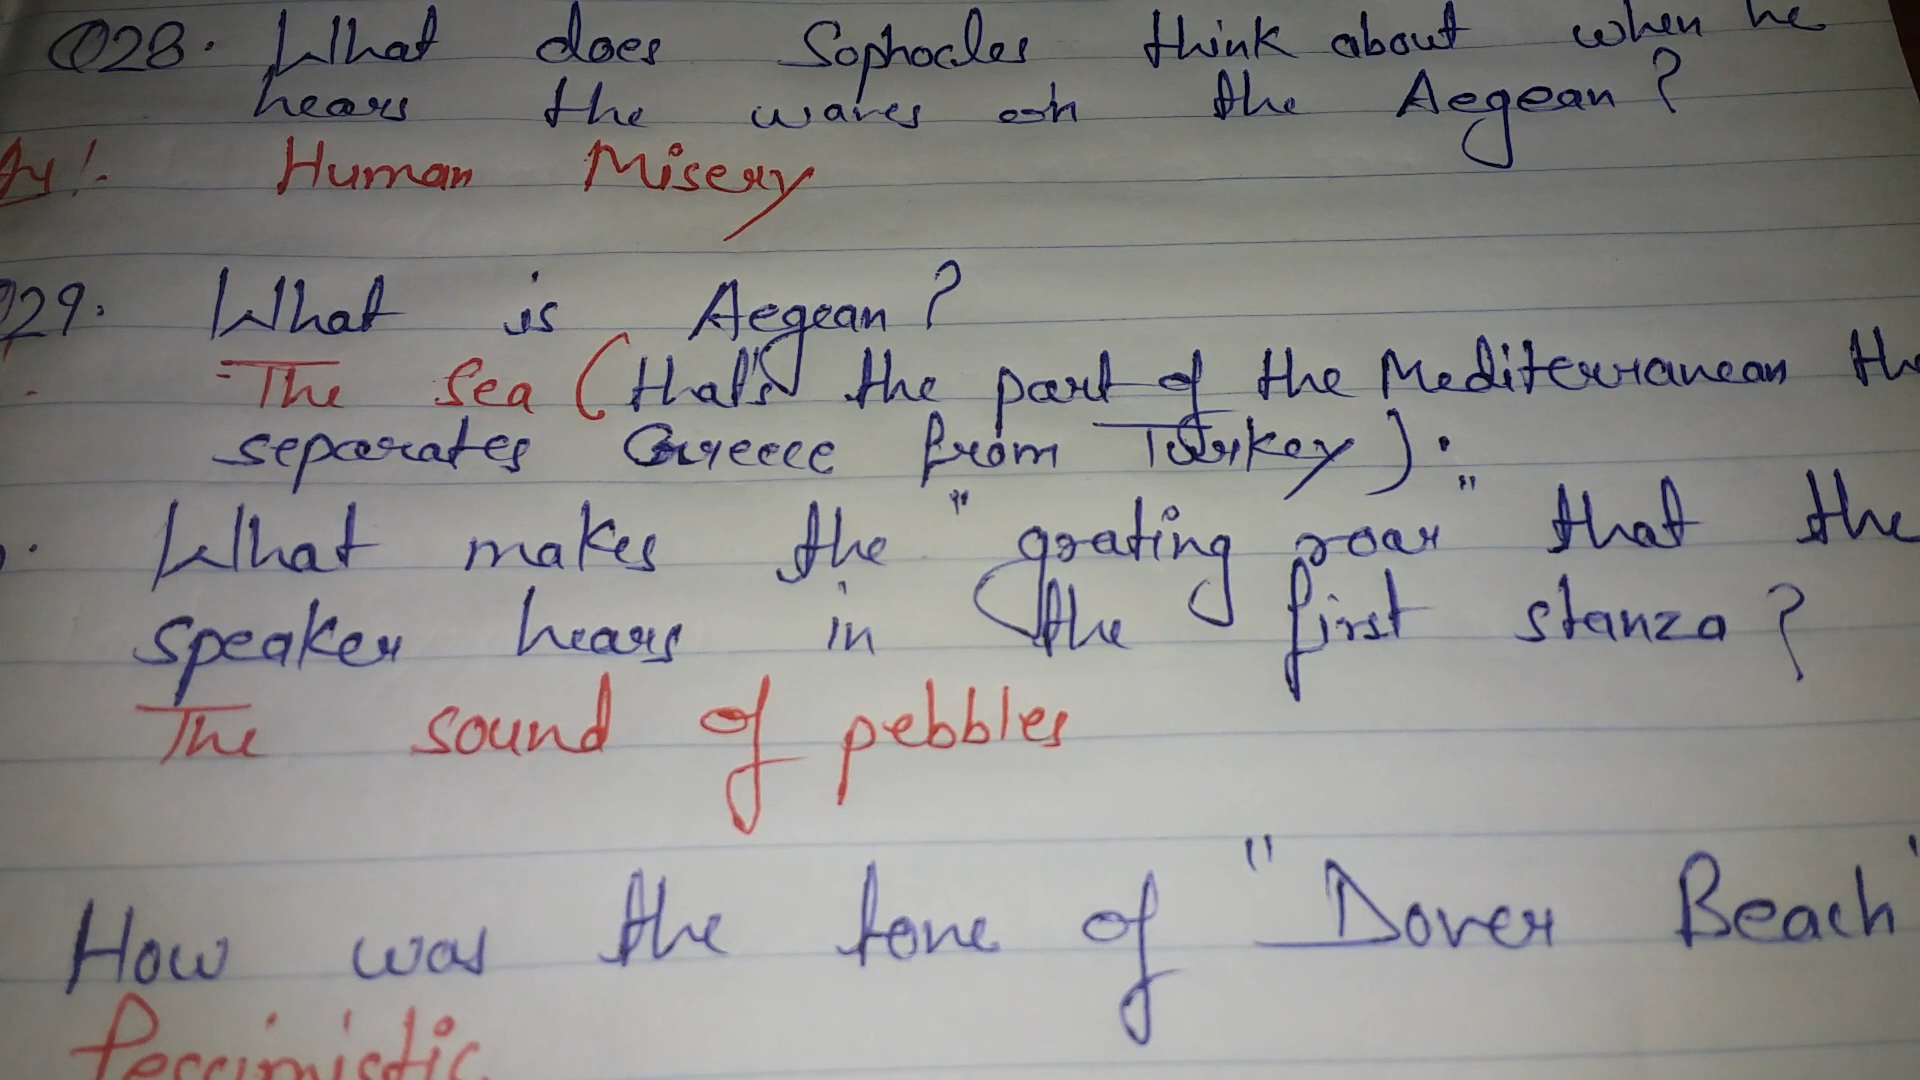 Q28. What does Sophocles think about when he
hears the waves on the Aegean?
Human Misery
29. What is Aegean?
The Sea (that's the part of the Mediterranean th
separates Greece from Turkey).
What makes the "grating roar" that the
speaker hears in the first stanza?
The sound of pebbles
How was the tone of "Dover Beach"
Peccimistic